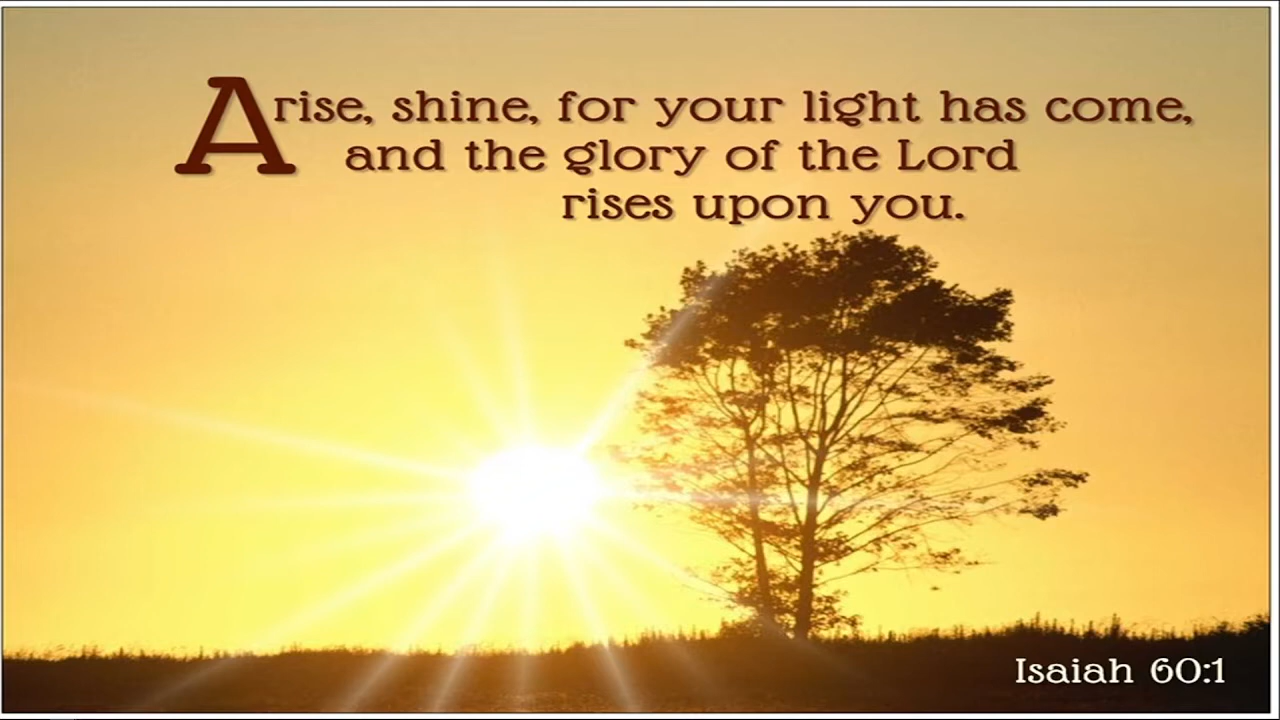 Arise, shine, for your light has come,
and the glory of the Lord
rises upon you.
Isaiah 60:1